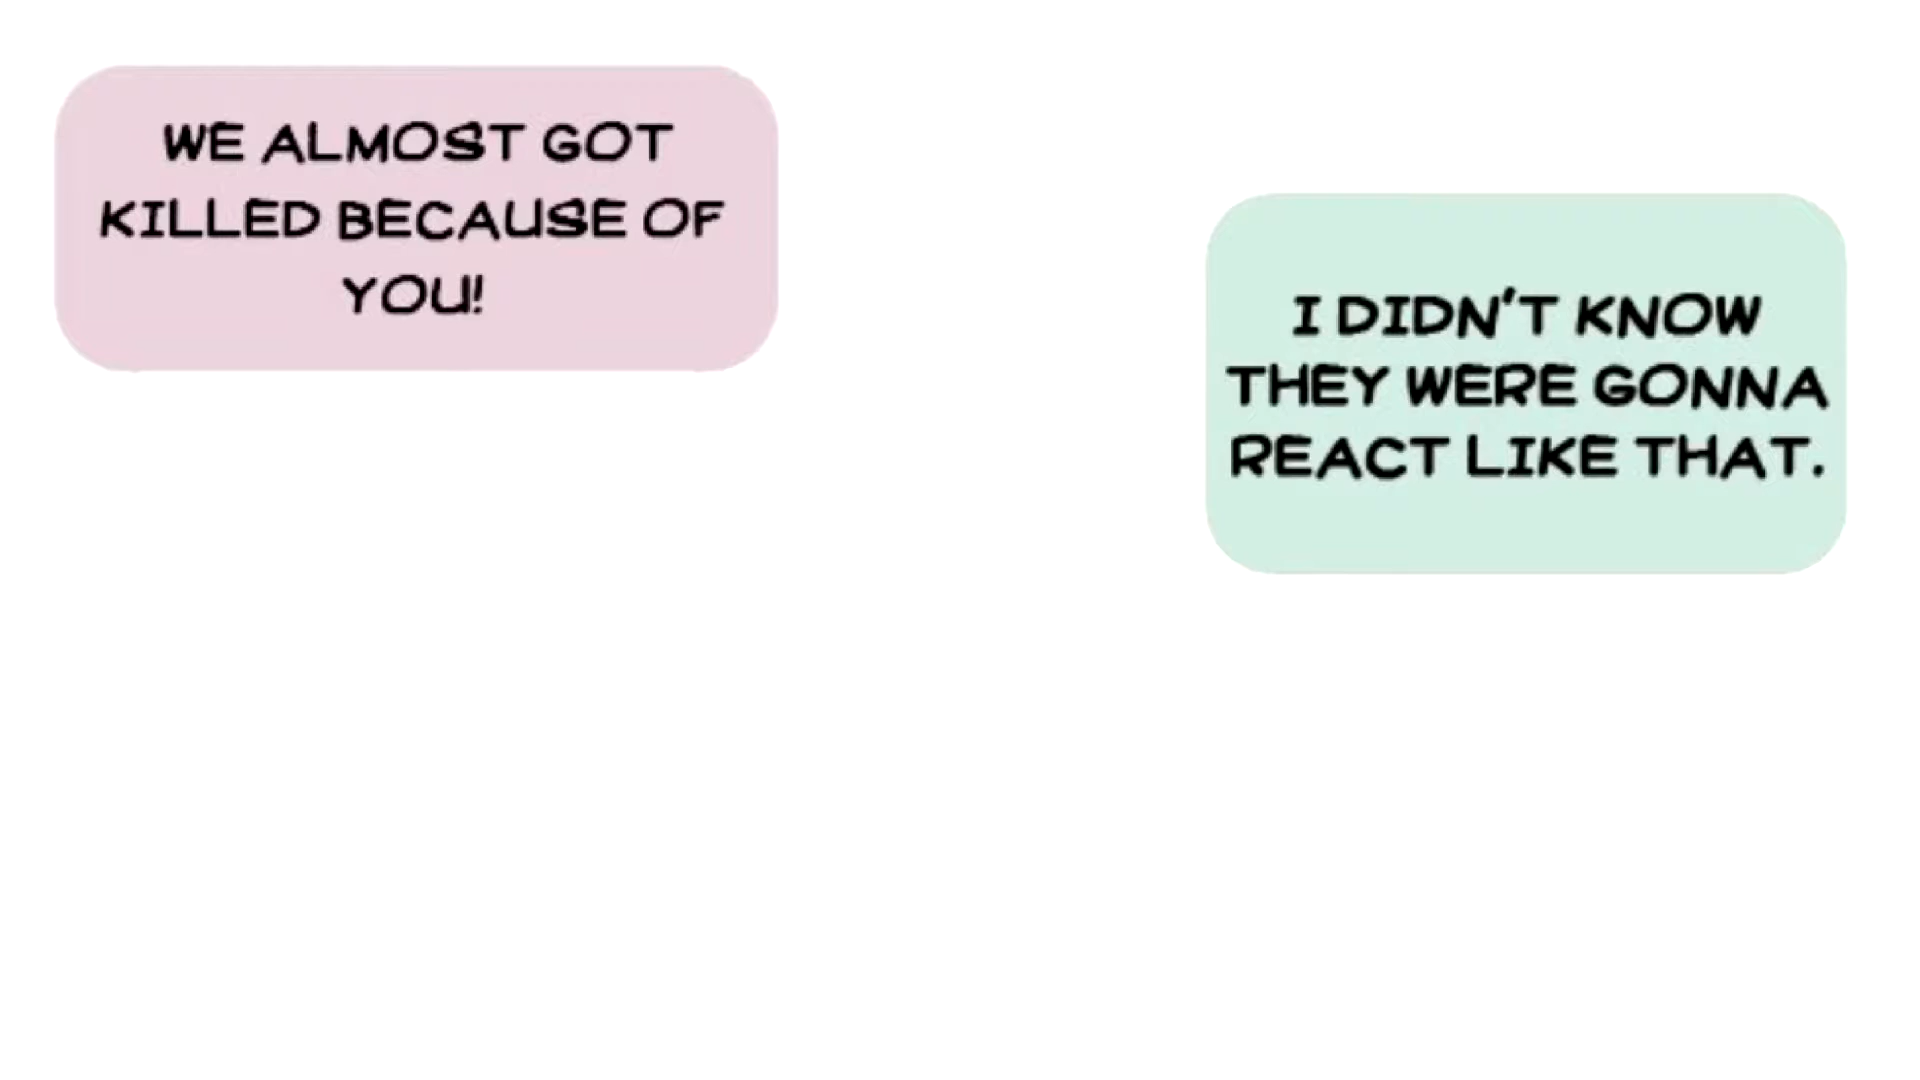 WE ALMOST GOT
KILLED BECAUSE OF
YOU!
I DIDN'T KNOW
THEY WERE GONNA
REACT LIKE THAT.